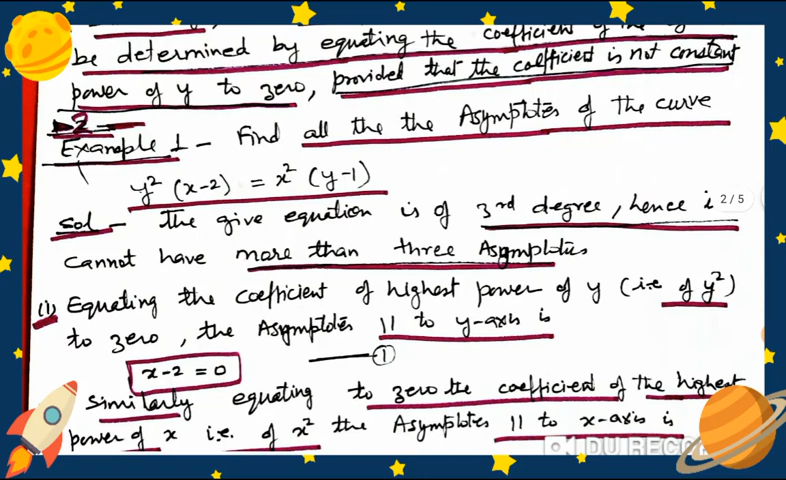 be determined by equating the coefficient of the
power of y to zero, provided that the coefficient is not constant
2
Example 1 - Find all the the Asymptotes of the curve
y² (x-2) = x² (y-1)
Sol - The give equation is of 3rd degree, hence i
2/5
cannot have more than three Asymptotes
(1) Equating the coefficient of highest power of y (i.e of y²)
to zero, the Asymptotes || to y-axis is
x-2 = 0 ——— ①
Similarly equating to zero the coefficient of the highest
power of x i.e. of x² the Asymptotes || to x-axis is
DU RECO